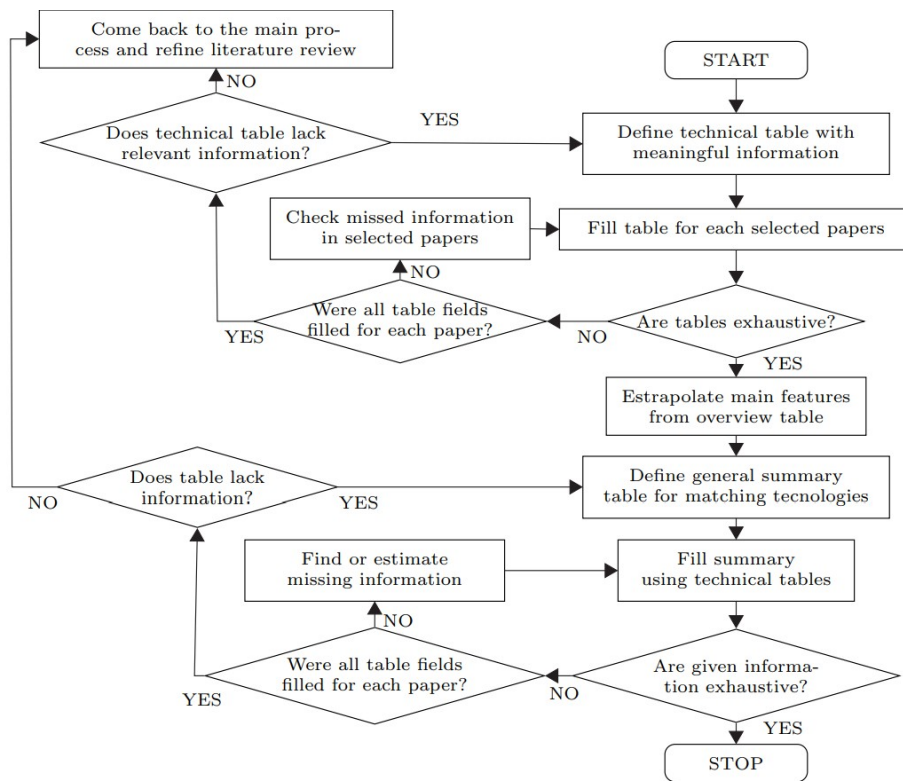 Come back to the main pro-
cess and refine literature review
START
NO
Does technical table lack
relevant information?
YES
Define technical table with
meaningful information
Check missed information
in selected papers
Fill table for each selected papers
NO
Were all table fields
filled for each paper?
YES
NO
Are tables exhaustive?
YES
Estrapolate main features
from overview table
Does table lack
information?
NO
YES
Define general summary
table for matching tecnologies
Find or estimate
missing information
Fill summary
using technical tables
NO
Were all table fields
filled for each paper?
YES
NO
Are given informa-
tion exhaustive?
YES
STOP